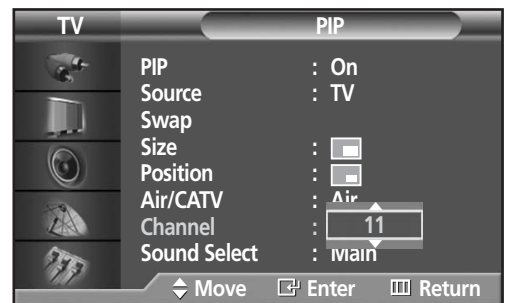 TV PIP
PIP : On
Source : TV
Swap
Size :
Position :
Air/CATV : Air
Channel : 11
Sound Select : Main
Move Enter Return